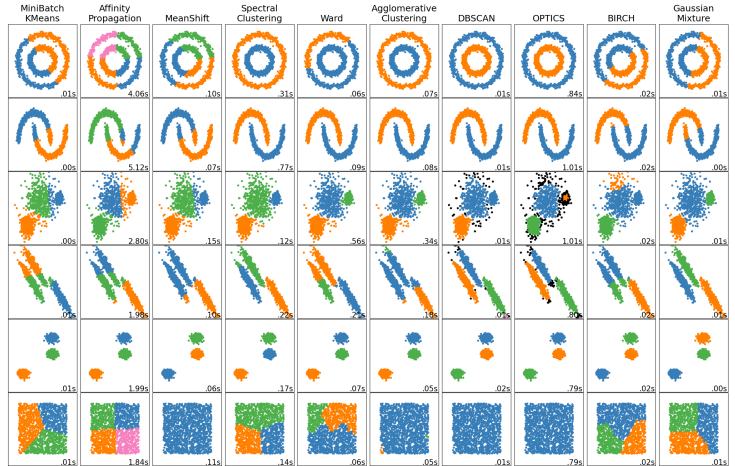 MiniBatch KMeans
Affinity Propagation
MeanShift
Spectral Clustering
Ward
Agglomerative Clustering
DBSCAN
OPTICS
BIRCH
Gaussian Mixture
.01s 4.06s .10s .31s .06s .07s .01s .84s .02s .01s
.00s 5.12s .07s .77s .09s .08s .01s 1.01s .02s .00s
.00s 2.80s .15s .12s .56s .34s .01s 1.01s .02s .01s
.01s 1.98s .10s .22s .18s .01s .02s .01s
.01s 1.99s .06s .17s .07s .05s .02s .79s .02s .00s
.01s 1.84s .11s .14s .06s .05s .01s .79s .02s .01s